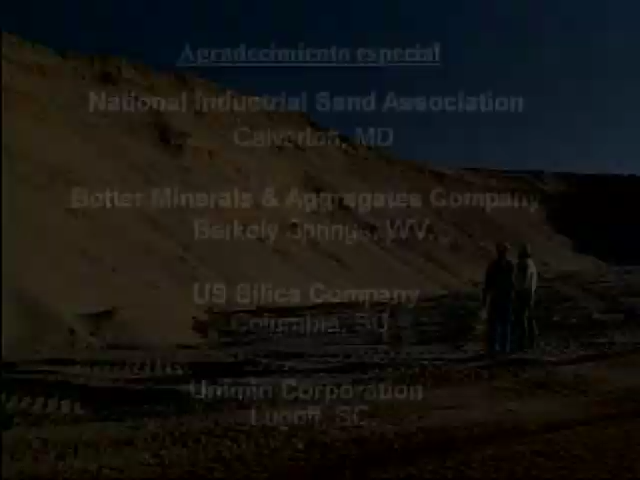 Agradecimiento especial
National Industrial Sand Association
Calverton, MD
Better Minerals & Aggregates Company
Berkely Springs, WV.
US Silica Company
Columbia, SC
Unimin Corporation
Lugoff, SC